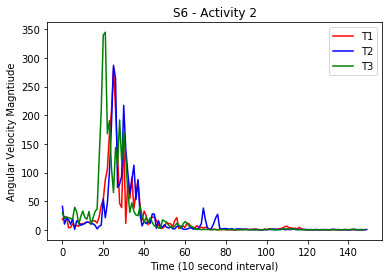 S6 - Activity 2
T1
T2
T3
Angular Velocity Magntiude
350
300
250
200
150
100
50
0
0 20 40 60 80 100 120 140
Time (10 second interval)